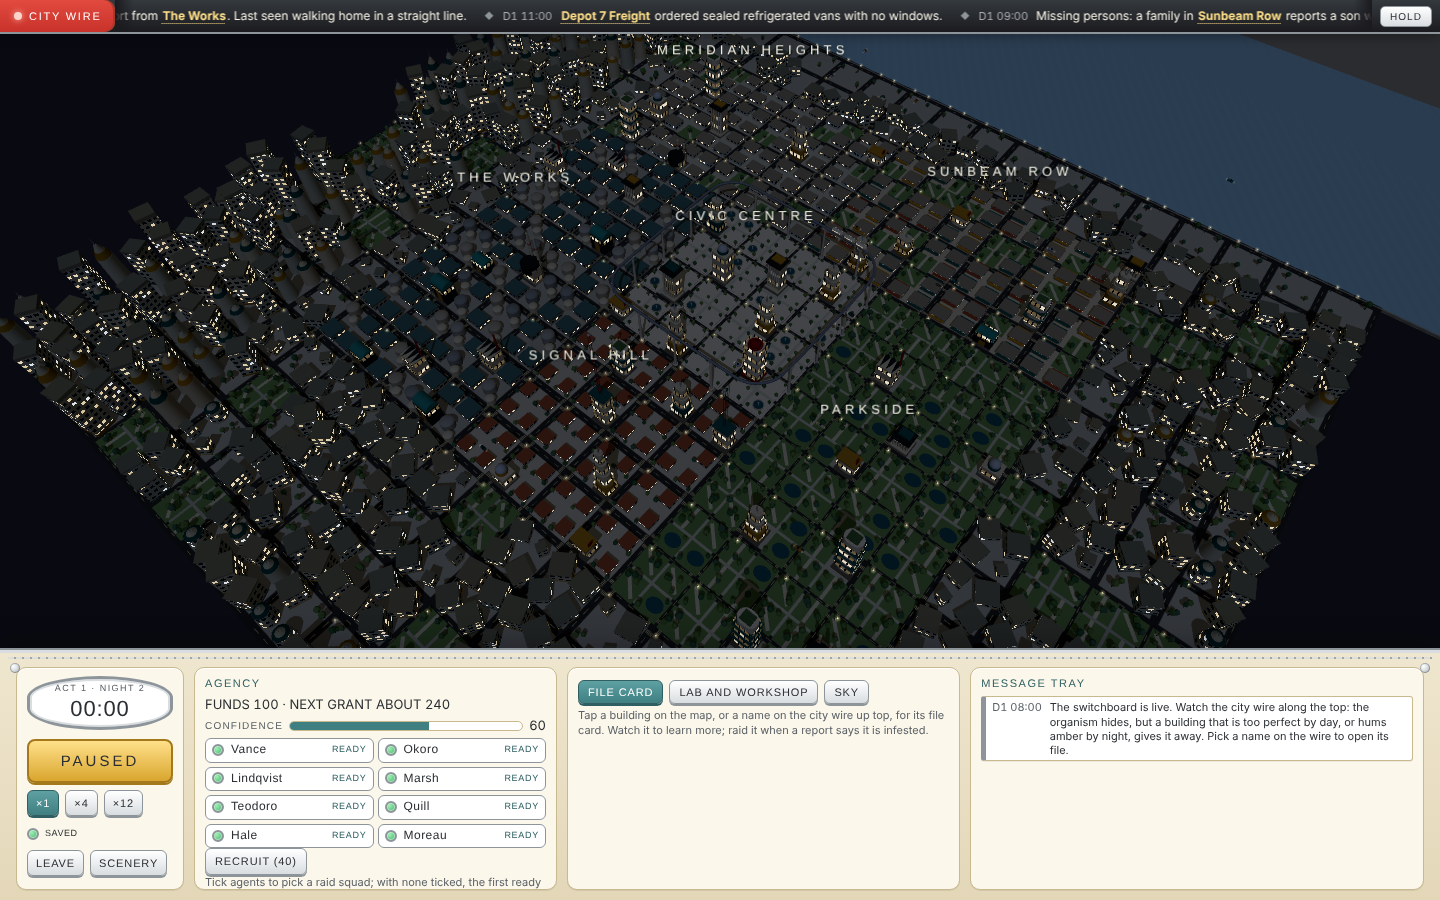 CITY WIRE
rt from The Works. Last seen walking home in a straight line. ◆ D1 11:00 Depot 7 Freight ordered sealed refrigerated vans with no windows. ◆ D1 09:00 Missing persons: a family in Sunbeam Row reports a son
HOLD
MERIDIAN HEIGHTS
THE WORKS
SUNBEAM ROW
CIVIC CENTRE
SIGNAL HILL
PARKSIDE
ACT 1 · NIGHT 2
00:00
PAUSED
×1 ×4 ×12
SAVED
LEAVE SCENERY
AGENCY
FUNDS 100 · NEXT GRANT ABOUT 240
CONFIDENCE 60
Vance READY Okoro READY
Lindqvist READY Marsh READY
Teodoro READY Quill READY
Hale READY Moreau READY
RECRUIT (40)
Tick agents to pick a raid squad; with none ticked, the first ready
FILE CARD LAB AND WORKSHOP SKY
Tap a building on the map, or a name on the city wire up top, for its file
card. Watch it to learn more; raid it when a report says it is infested.
MESSAGE TRAY
D1 08:00 The switchboard is live. Watch the city wire along the top: the
organism hides, but a building that is too perfect by day, or hums
amber by night, gives it away. Pick a name on the wire to open its
file.